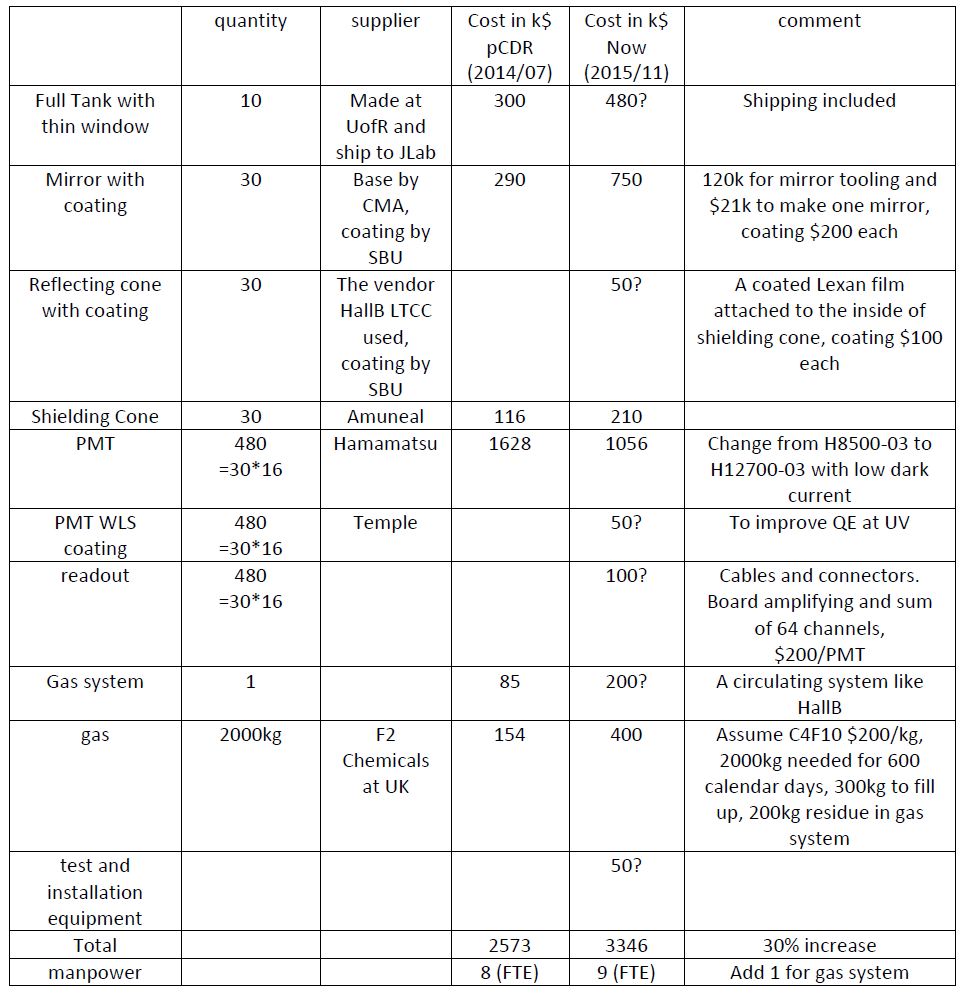 quantity supplier Cost in k$ Cost in k$ comment
pCDR Now
(2014/07) (2015/11)
Full Tank with 10 Made at 300 480? Shipping included
thin window UofR and
ship to JLab
Mirror with 30 Base by 290 750 120k for mirror tooling and
coating CMA, $21k to make one mirror,
coating by coating $200 each
SBU
Reflecting cone 30 The vendor 50? A coated Lexan film
with coating HallB LTCC attached to the inside of
used, shielding cone, coating $100
coating by each
SBU
Shielding Cone 30 Amuneal 116 210
PMT 480 Hamamatsu 1628 1056 Change from H8500-03 to
=30*16 H12700-03 with low dark
current
PMT WLS 480 Temple 50? To improve QE at UV
coating =30*16
readout 480 100? Cables and connectors.
=30*16 Board amplifying and sum
of 64 channels,
$200/PMT
Gas system 1 85 200? A circulating system like
HallB
gas 2000kg F2 154 400 Assume C4F10 $200/kg,
Chemicals 2000kg needed for 600
at UK calendar days, 300kg to fill
up, 200kg residue in gas
system
test and 50?
installation
equipment
Total 2573 3346 30% increase
manpower 8 (FTE) 9 (FTE) Add 1 for gas system